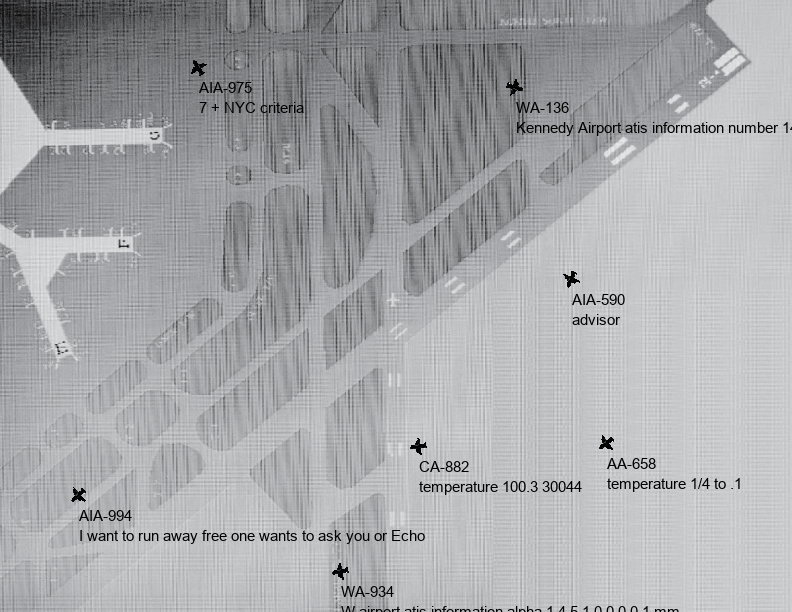 AIA-975
7 + NYC criteria
WA-136
Kennedy Airport atis information number 14
AIA-590
advisor
CA-882
temperature 100.3 30044
AA-658
temperature 1/4 to .1
AIA-994
I want to run away free one wants to ask you or Echo
WA-934
W airport atis information alpha 1 4 5 1 0 0 0 0 1 mm